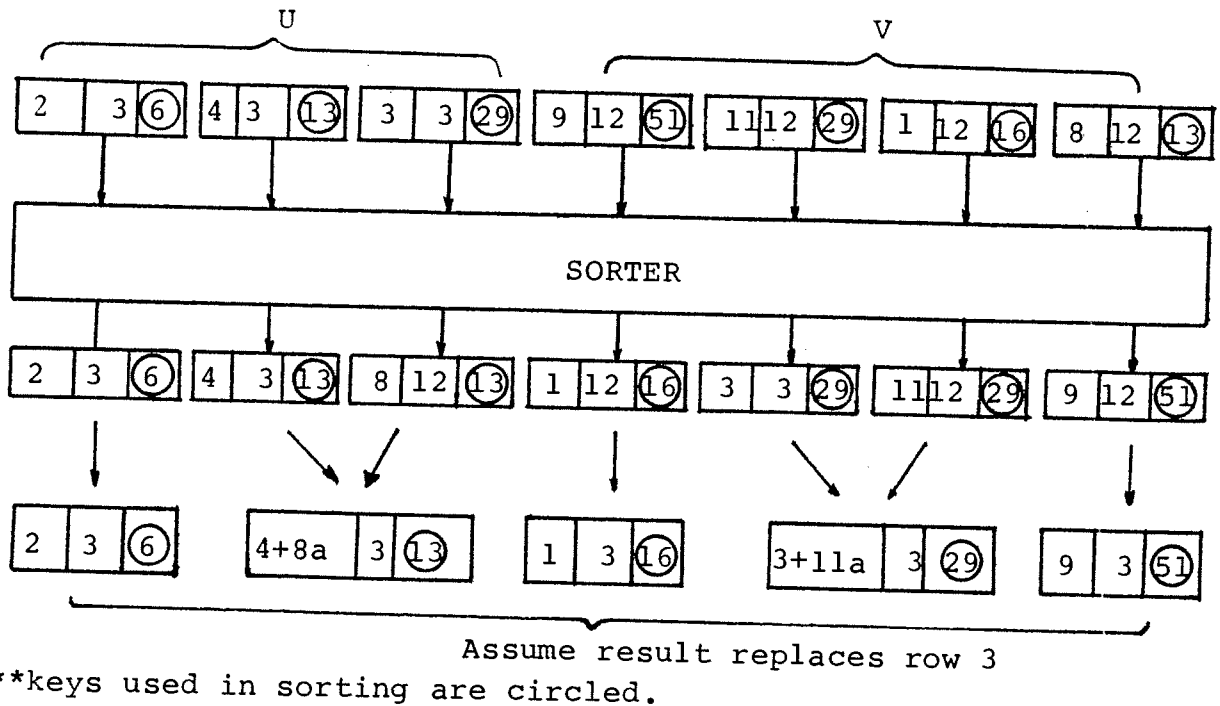 U V
2 3 6 4 3 13 3 3 29 9 12 51 11 12 29 1 12 16 8 12 13
SORTER
2 3 6 4 3 13 8 12 13 1 12 16 3 3 29 11 12 29 9 12 51
2 3 6 4+8a 3 13 1 3 16 3+11a 3 29 9 3 51
Assume result replaces row 3
**keys used in sorting are circled.